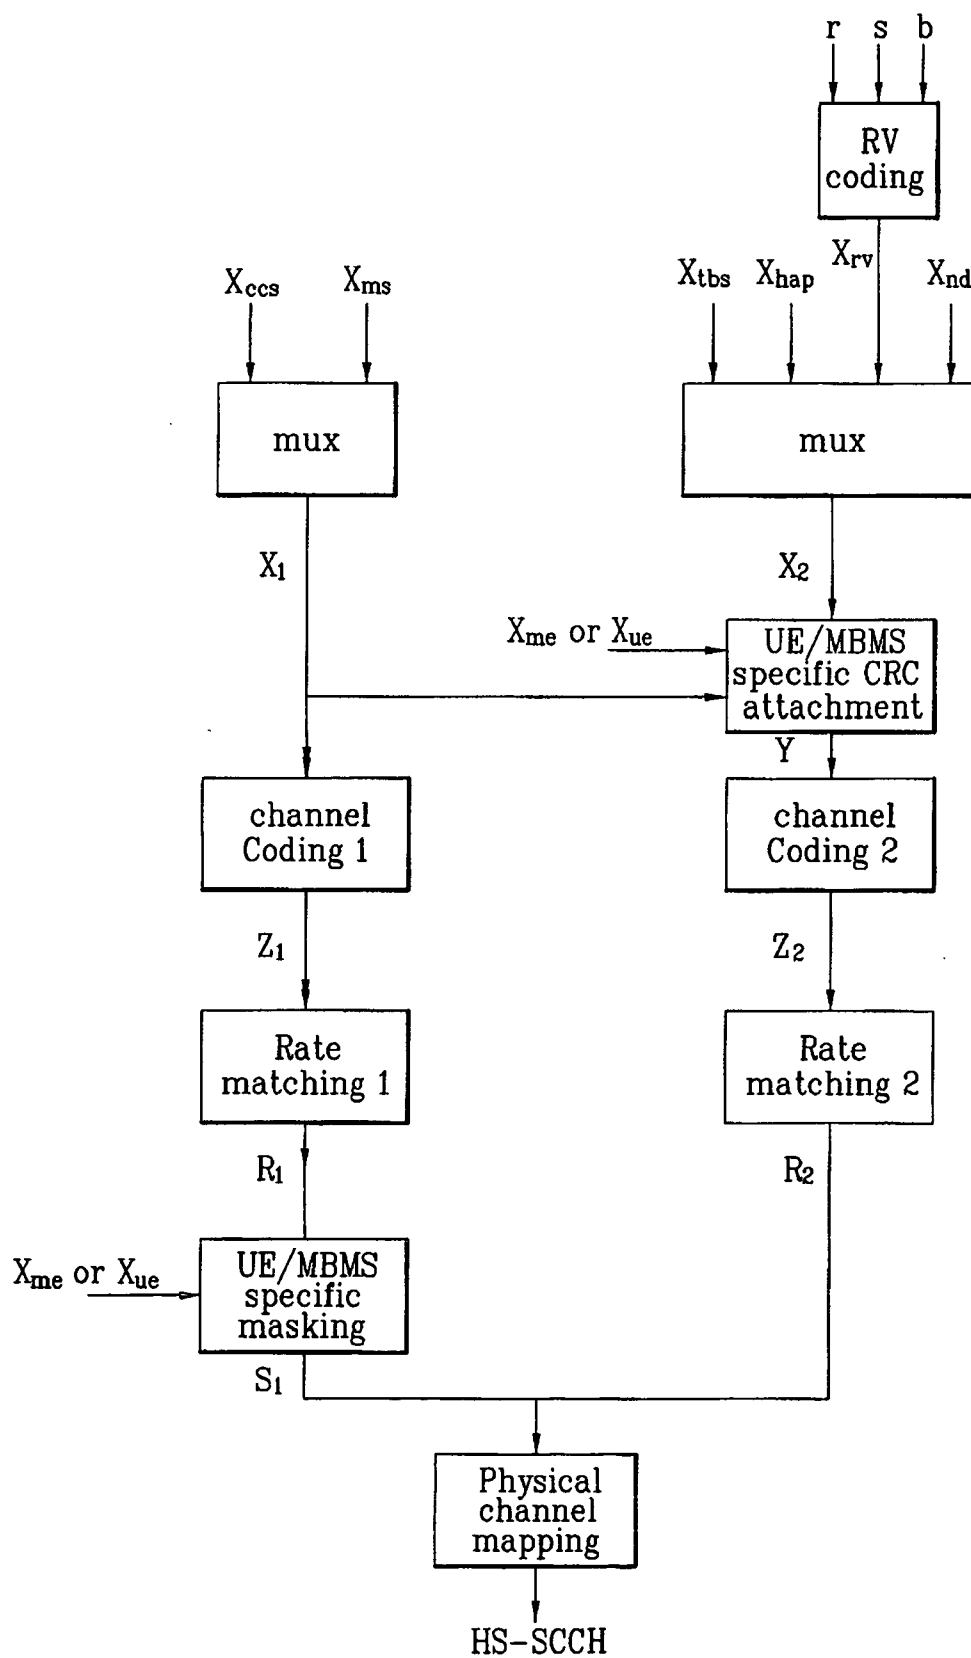 r s b
RV
coding
Xrv
Xccs Xms Xtbs Xhap Xnd
mux mux
X1 X2
Xme or Xue
UE/MBMS
specific CRC
attachment
Y
channel
Coding 1
channel
Coding 2
Z1 Z2
Rate
matching 1
Rate
matching 2
R1 R2
Xme or Xue
UE/MBMS
specific
masking
S1
Physical
channel
mapping
HS-SCCH